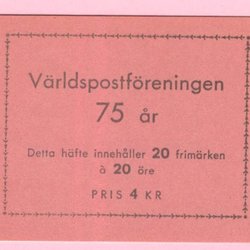 Världspostföreningen
75 år
Detta häfte innehåller 20 frimärken
à 20 öre
PRIS 4 KR